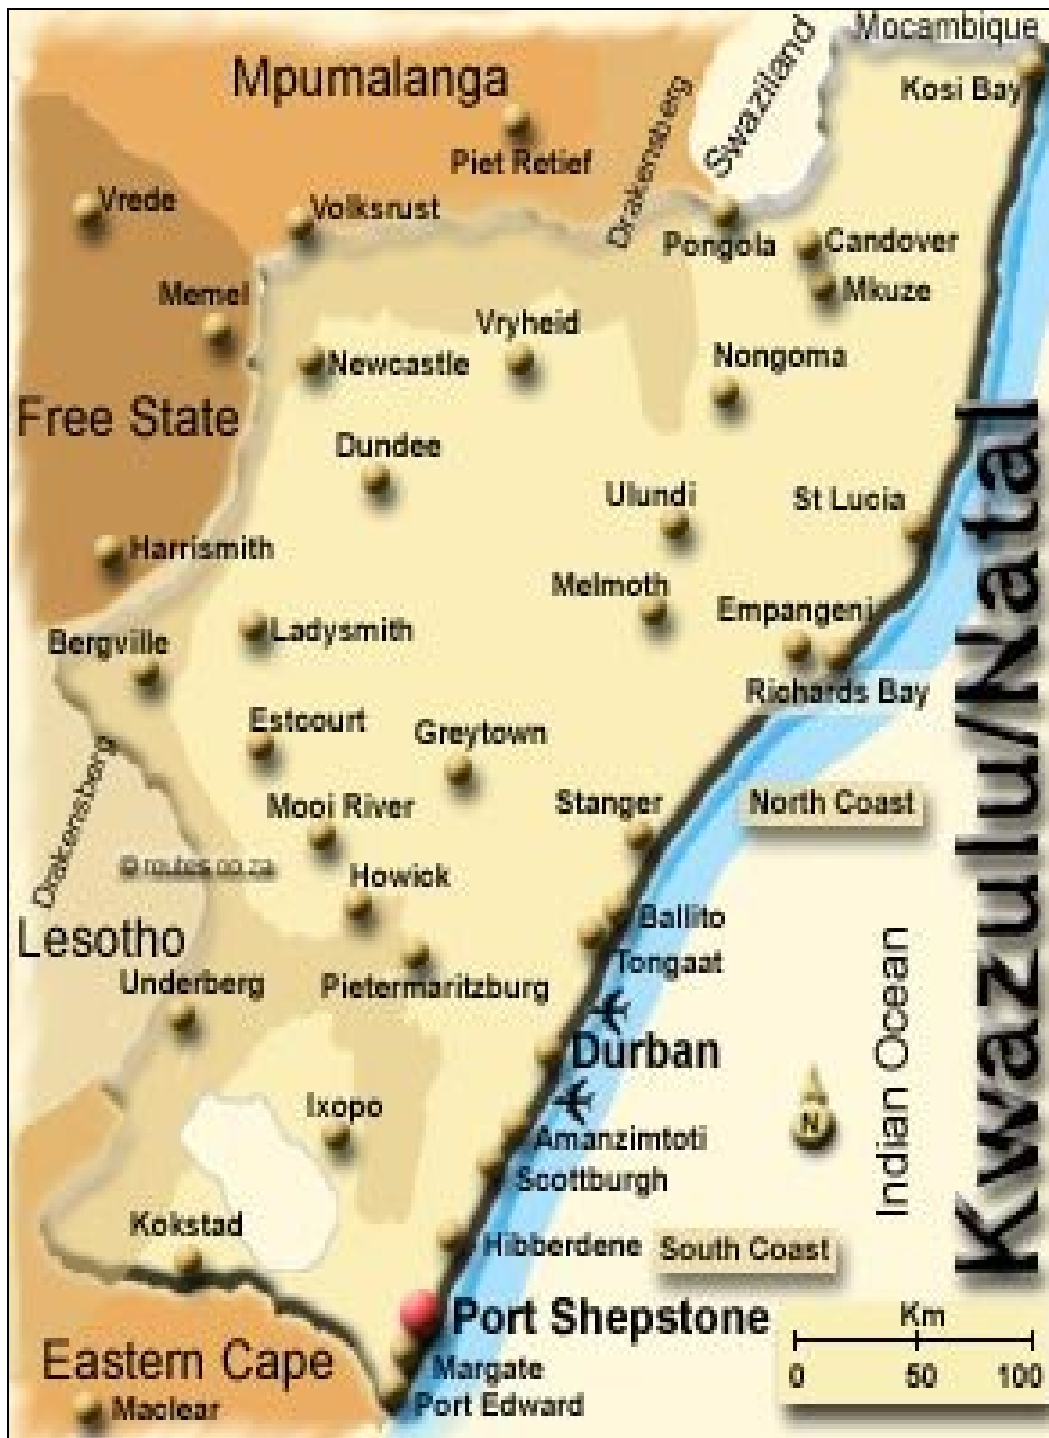 Mocambique
Swaziland
Kosi Bay
Mpumalanga
Drakensberg
Piet Retief
Vrede
Volksrust
Pongola
Candover
Mkuze
Memel
Vryheid
Newcastle
Nongoma
Free State
Dundee
Ulundi
St Lucia
Harrismith
Melmoth
Empangeni
Ladysmith
Bergville
Richards Bay
Estcourt
Greytown
Drakensberg
Mooi River
Stanger
North Coast
© routes.co.za
Howick
Ballito
Lesotho
Tongaat
Underberg
Pietermaritzburg
Durban
Indian Ocean
Kwazulu/Natal
Ixopo
N
Amanzimtoti
Scottburgh
Kokstad
Hibberdene
South Coast
Port Shepstone
Km
0 50 100
Eastern Cape
Margate
Port Edward
Maclear